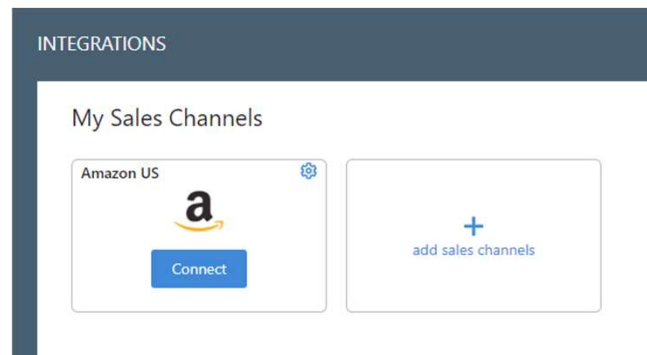 INTEGRATIONS
My Sales Channels
Amazon US
a
Connect
+
add sales channels